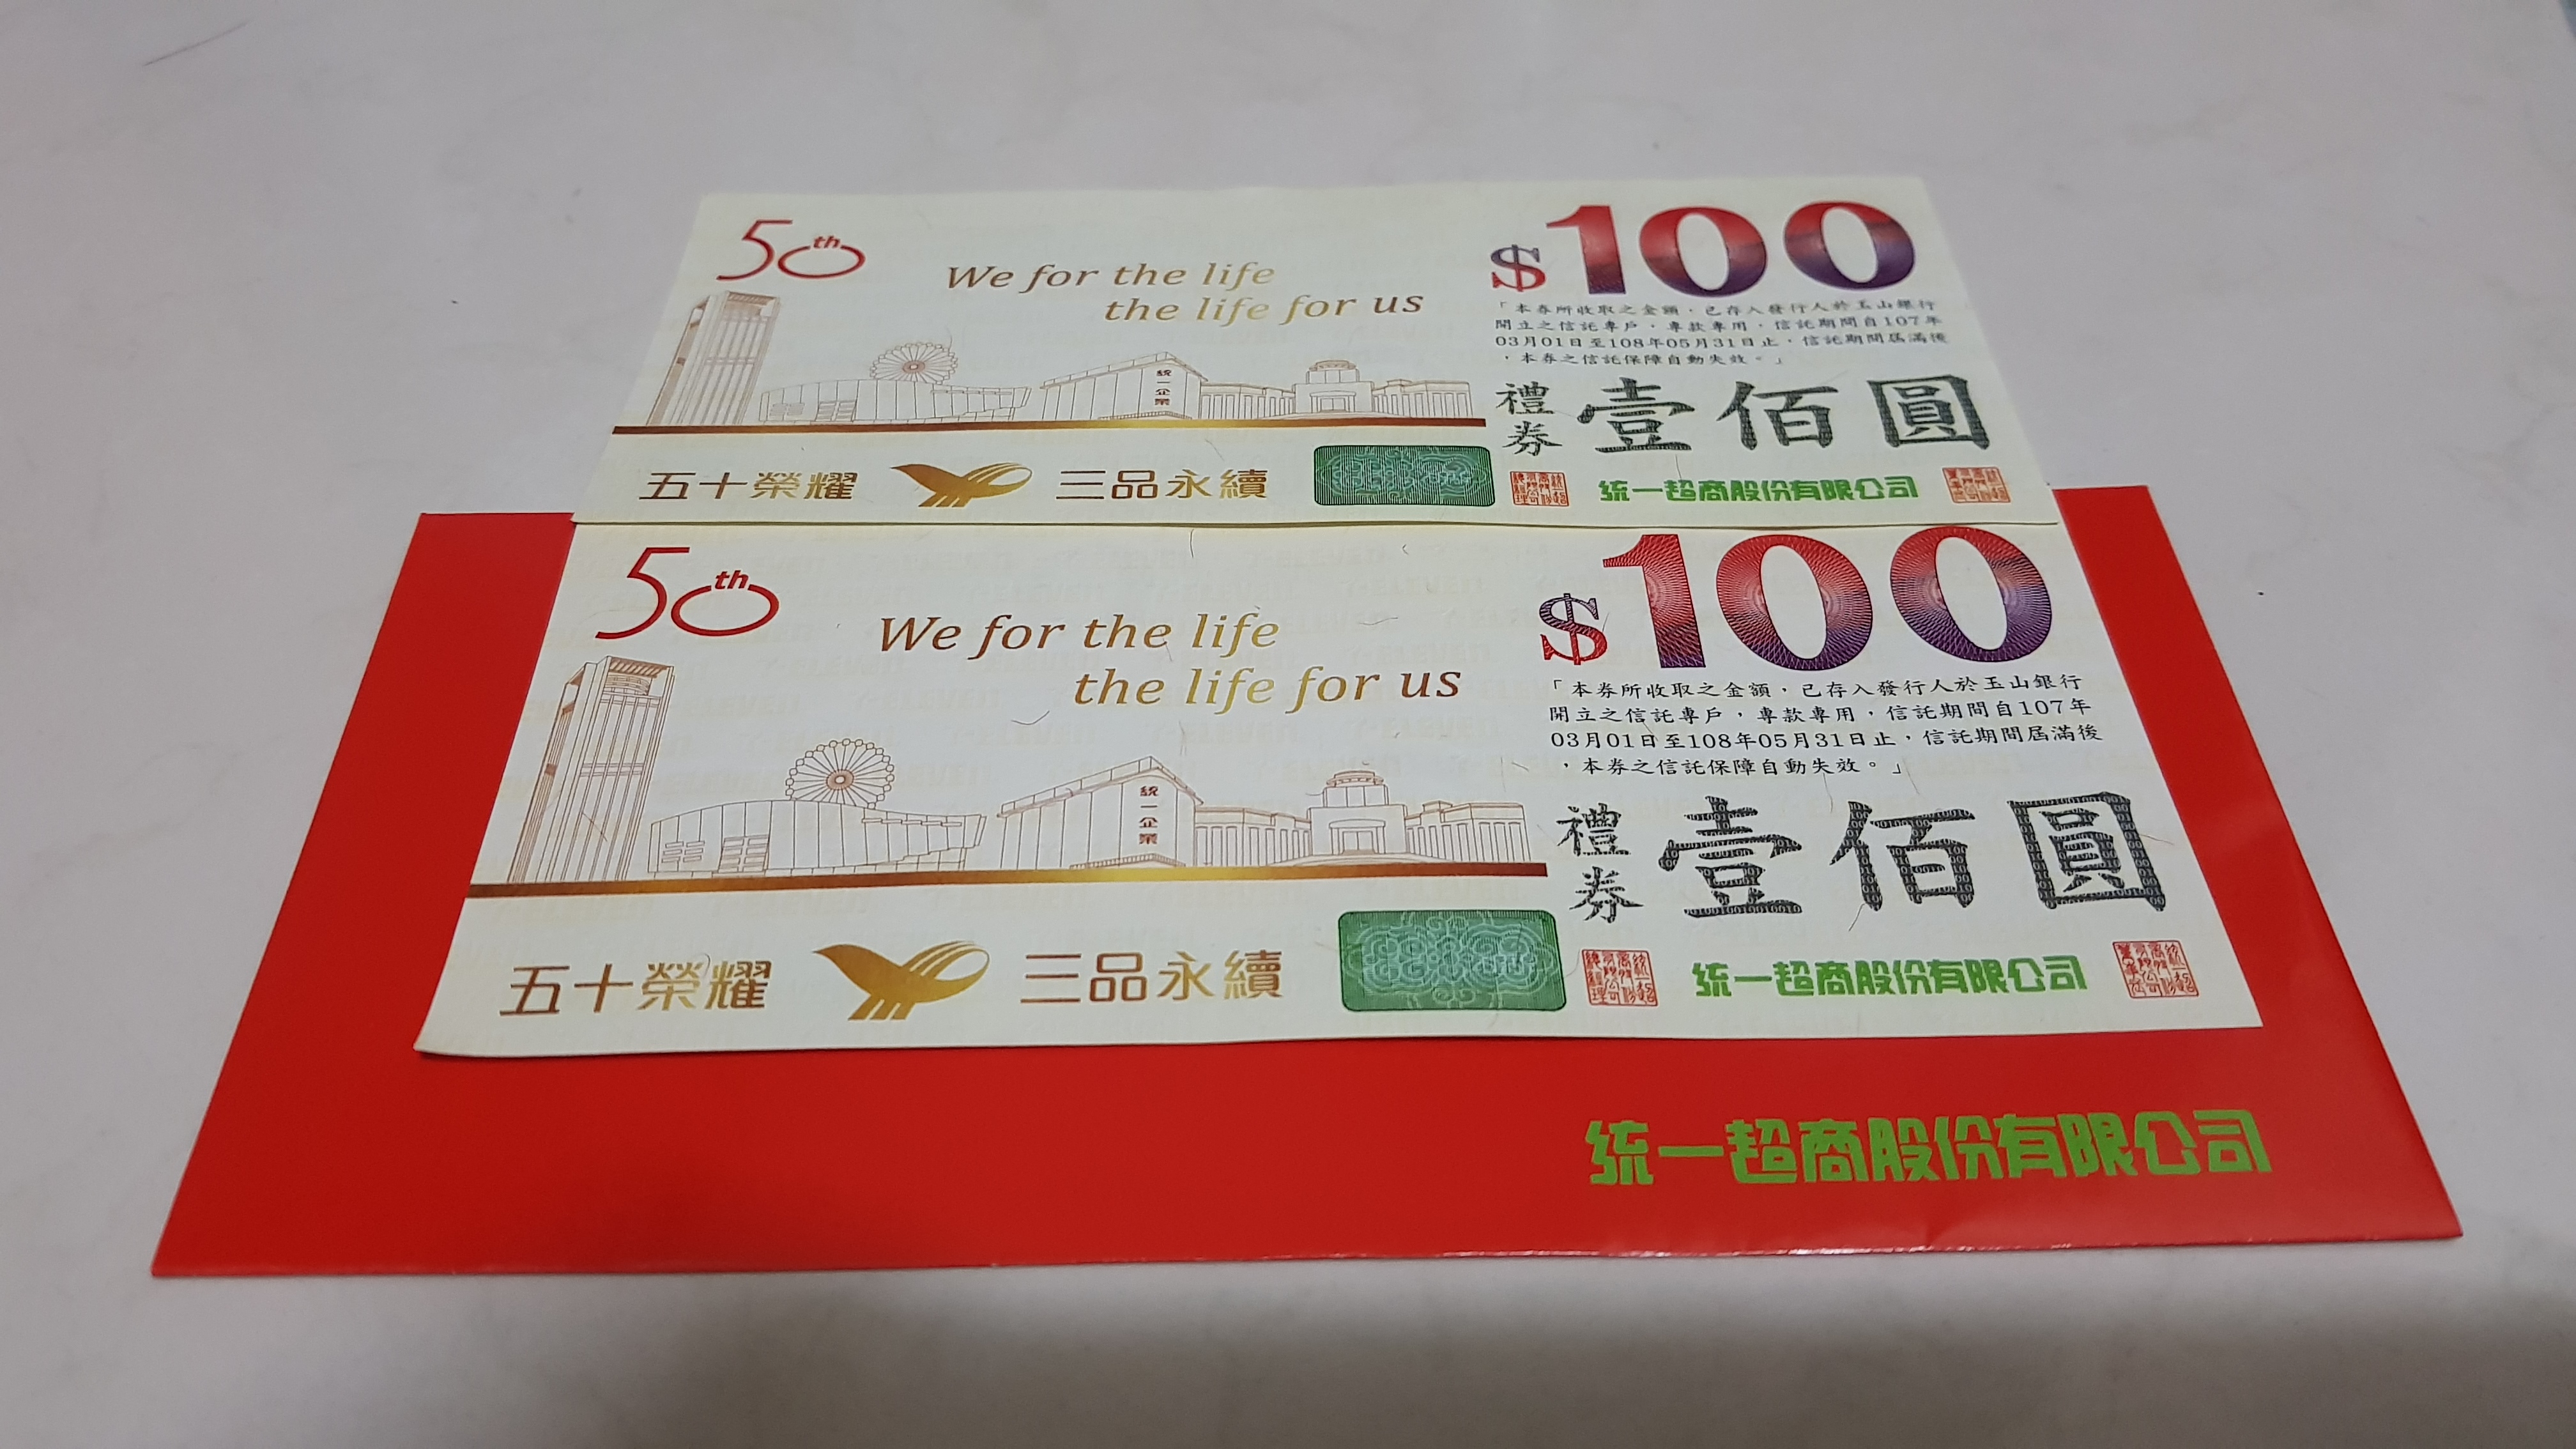 50th
We for the life
the life for us
$100
「本券所收取之金額，已存入發行人於玉山銀行
開立之信託專戶，專款專用，信託期間自107年
03月01日至108年05月31日止，信託期間屆滿後
，本券之信託保障自動失效。」
統一企業
禮券
壹佰圓
五十榮耀
三品永續
統一超商股份有限公司
50th
We for the life
the life for us
$100
「本券所收取之金額，已存入發行人於玉山銀行
開立之信託專戶，專款專用，信託期間自107年
03月01日至108年05月31日止，信託期間屆滿後
，本券之信託保障自動失效。」
統一企業
禮券
壹佰圓
五十榮耀
三品永續
統一超商股份有限公司
統一超商股份有限公司